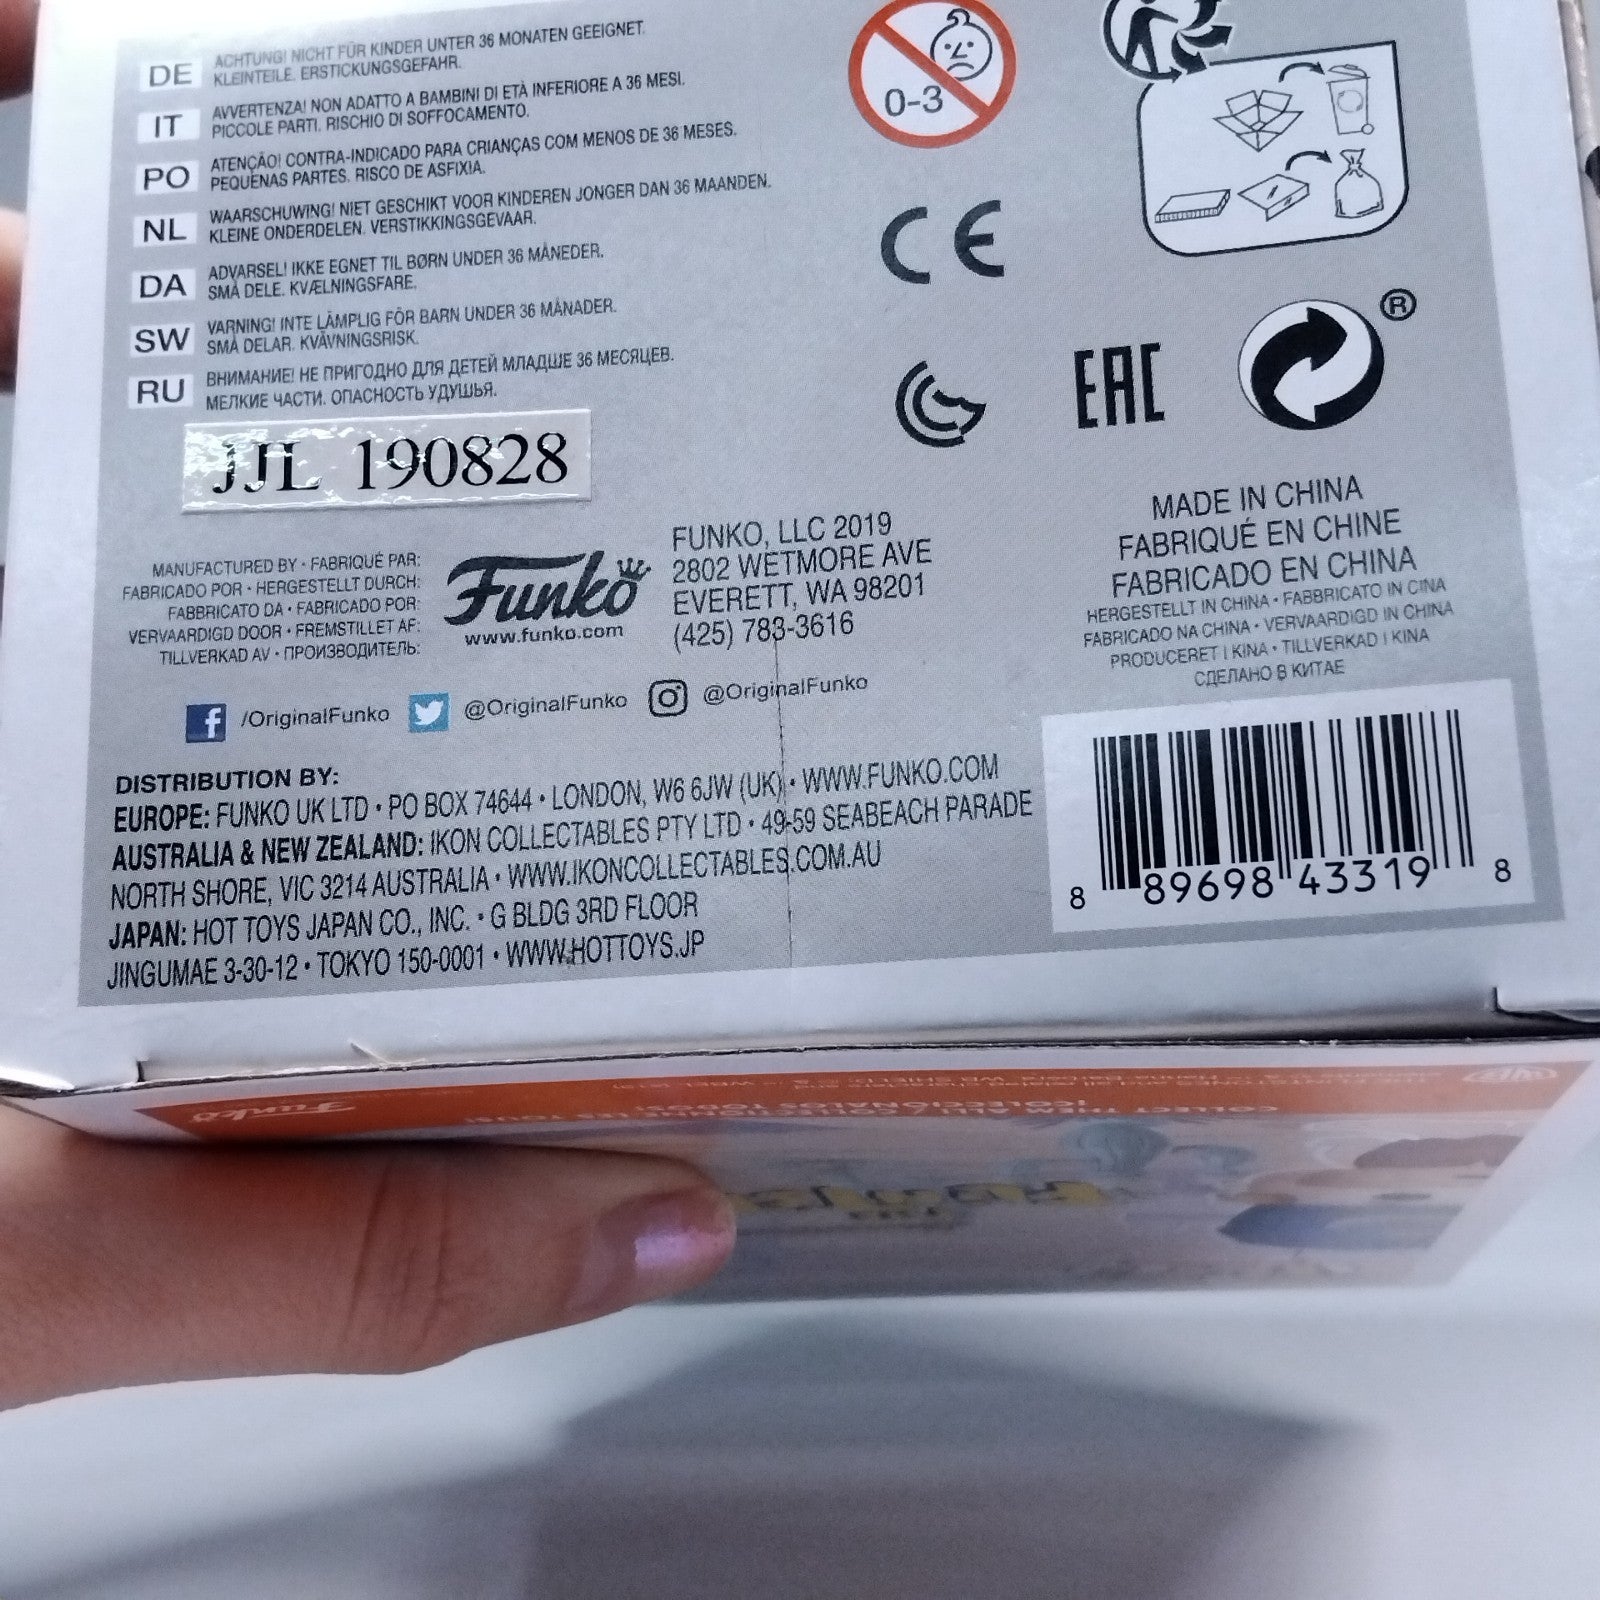 DE
ACHTUNG! NICHT FÜR KINDER UNTER 36 MONATEN GEEIGNET.
KLEINTEILE. ERSTICKUNGSGEFAHR.
IT
AVVERTENZA! NON ADATTO A BAMBINI DI ETÀ INFERIORE A 36 MESI.
PICCOLE PARTI. RISCHIO DI SOFFOCAMENTO.
PO
ATENÇÃO! CONTRA-INDICADO PARA CRIANÇAS COM MENOS DE 36 MESES.
PEQUENAS PARTES. RISCO DE ASFIXIA.
NL
WAARSCHUWING! NIET GESCHIKT VOOR KINDEREN JONGER DAN 36 MAANDEN.
KLEINE ONDERDELEN. VERSTIKKINGSGEVAAR.
DA
ADVARSEL! IKKE EGNET TIL BØRN UNDER 36 MÅNEDER.
SMÅ DELE. KVÆLNINGSFARE.
SW
VARNING! INTE LÄMPLIG FÖR BARN UNDER 36 MÅNADER.
SMÅ DELAR. KVÄVNINGSRISK.
RU
ВНИМАНИЕ! НЕ ПРИГОДНО ДЛЯ ДЕТЕЙ МЛАДШЕ 36 МЕСЯЦЕВ.
МЕЛКИЕ ЧАСТИ. ОПАСНОСТЬ УДУШЬЯ.
0-3
CE
EAC
®
JJL 190828
MANUFACTURED BY • FABRIQUÉ PAR:
FABRICADO POR • HERGESTELLT DURCH:
FABBRICATO DA • FABRICADO POR:
VERVAARDIGD DOOR • FREMSTILLET AF:
TILLVERKAD AV • ПРОИЗВОДИТЕЛЬ:
Funko
www.funko.com
FUNKO, LLC 2019
2802 WETMORE AVE
EVERETT, WA 98201
(425) 783-3616
MADE IN CHINA
FABRIQUÉ EN CHINE
FABRICADO EN CHINA
HERGESTELLT IN CHINA • FABBRICATO IN CINA
FABRICADO NA CHINA • VERVAARDIGD IN CHINA
PRODUCERET I KINA • TILLVERKAD I KINA
СДЕЛАНО В КИТАЕ
/OriginalFunko @OriginalFunko @OriginalFunko
DISTRIBUTION BY:
EUROPE: FUNKO UK LTD • PO BOX 74644 • LONDON, W6 6JW (UK) • WWW.FUNKO.COM
AUSTRALIA & NEW ZEALAND: IKON COLLECTABLES PTY LTD • 49-59 SEABEACH PARADE
NORTH SHORE, VIC 3214 AUSTRALIA • WWW.IKONCOLLECTABLES.COM.AU
JAPAN: HOT TOYS JAPAN CO., INC. • G BLDG 3RD FLOOR
JINGUMAE 3-30-12 • TOKYO 150-0001 • WWW.HOTTOYS.JP
8 89698 43319 8
Funko
COLLECT THEM ALL!
¡COLECCIONALOS TODOS!